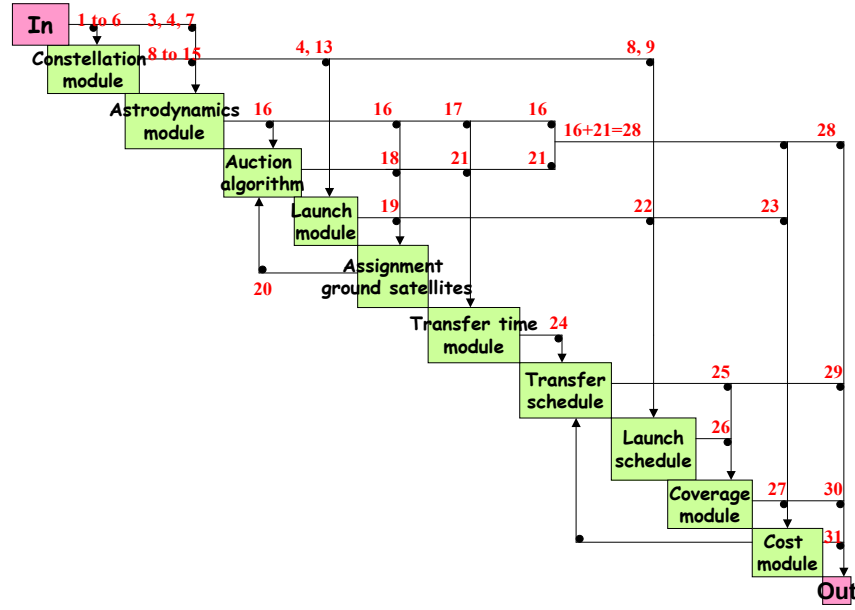 In
1 to 6
3, 4, 7
Constellation
module
8 to 15
4, 13
8, 9
Astrodynamics
module
16
16
17
16
16+21=28
28
Auction
algorithm
18
21
21
Launch
module
19
22
23
Assignment
ground satellites
20
Transfer time
module
24
Transfer
schedule
25
29
Launch
schedule
26
Coverage
module
27
30
Cost
module
31
Out